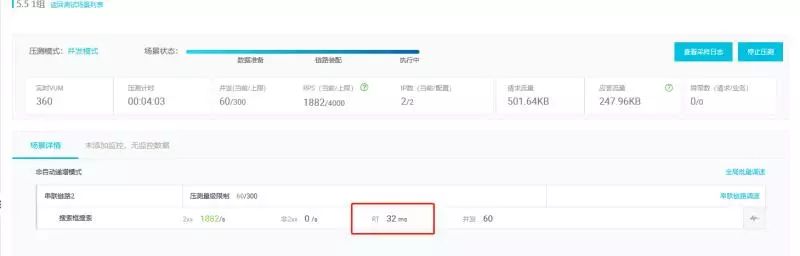 5.5 1组 返回测试场景列表
压测模式：并发模式 场景状态：
数据准备 链路装配 执行中
查看采样日志 停止压测
实时VUM 压测计时 并发(当前/上限) RPS（当前/上限） IP数（当前/配置） 请求流量 应答流量 异常数（请求/业务）
360 00:04:03 60/300 1882/4000 2/2 501.64KB 247.96KB 0/0
场景详情 未添加监控，无监控数据
非自动递增模式 全局批量调速
串联链路2 压测量级限制 60/300 串联链路调速
搜索框搜索 2xx 1882/s 非2xx 0 /s RT 32 ms 并发 60